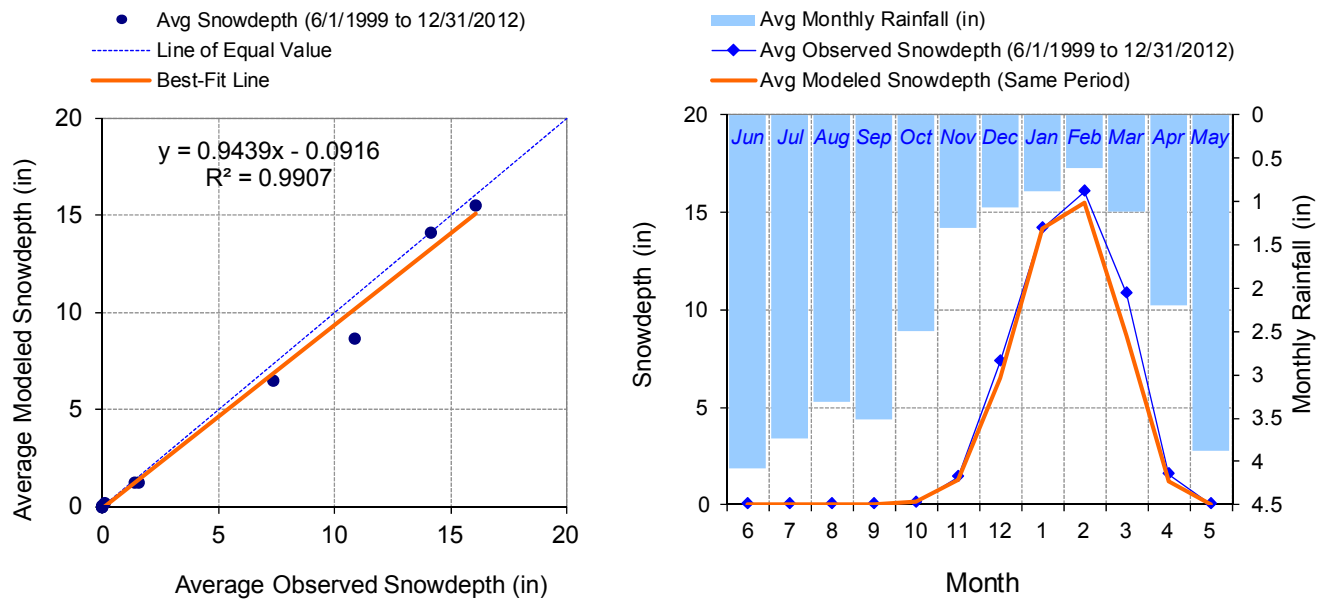 Avg Snowdepth (6/1/1999 to 12/31/2012)
Line of Equal Value
Best-Fit Line
y = 0.9439x - 0.0916
R² = 0.9907
Average Modeled Snowdepth (in)
20
15
10
5
0
0 5 10 15 20
Average Observed Snowdepth (in)
Avg Monthly Rainfall (in)
Avg Observed Snowdepth (6/1/1999 to 12/31/2012)
Avg Modeled Snowdepth (Same Period)
Snowdepth (in)
20
15
10
5
0
Jun Jul Aug Sep Oct Nov Dec Jan Feb Mar Apr May
0
0.5
1
1.5
2
2.5
3
3.5
4
4.5
Monthly Rainfall (in)
6 7 8 9 10 11 12 1 2 3 4 5
Month